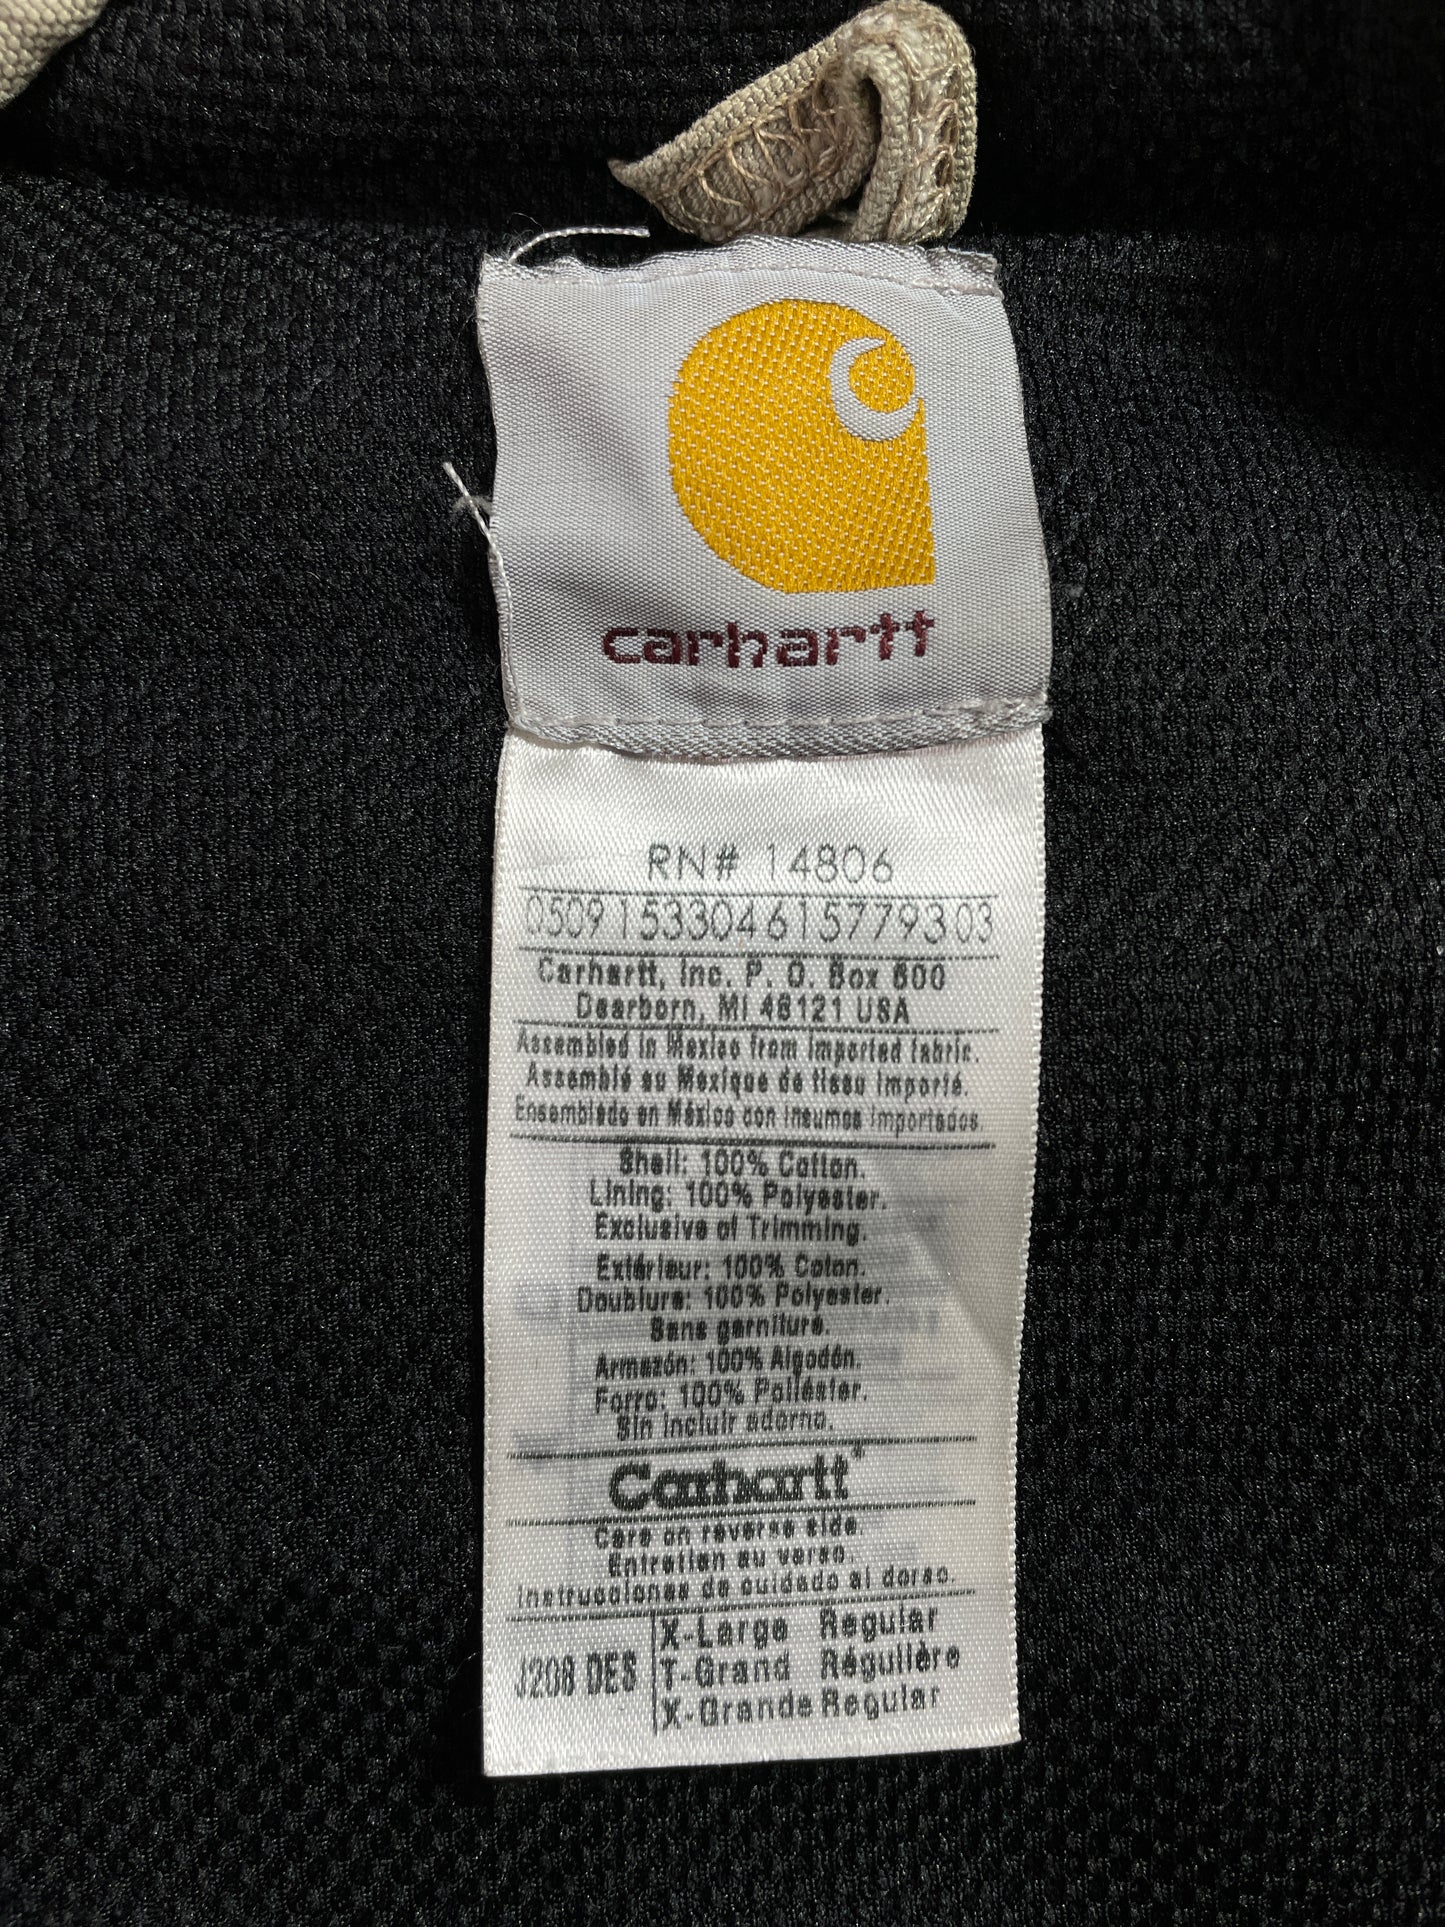 carhartt
RN# 14806
0509 153304615779303
Carhartt, Inc. P. O. Box 600
Dearborn, MI 48121 USA
Assembled in Mexico from imported fabric.
Assemblé au Mexique de tissu importé.
Ensamblado en México con insumos importados.
Shell: 100% Cotton.
Lining: 100% Polyester.
Exclusive of Trimming.
Extérieur: 100% Coton.
Doublure: 100% Polyester.
Sans garniture.
Armazón: 100% Algodón.
Forro: 100% Poliéster.
Sin incluir adorno.
Carhartt®
Care on reverse side.
Entretien au verso.
Instrucciones de cuidado al dorso.
J208 DES
X-Large Regular
T-Grand Régulière
X-Grande Regular